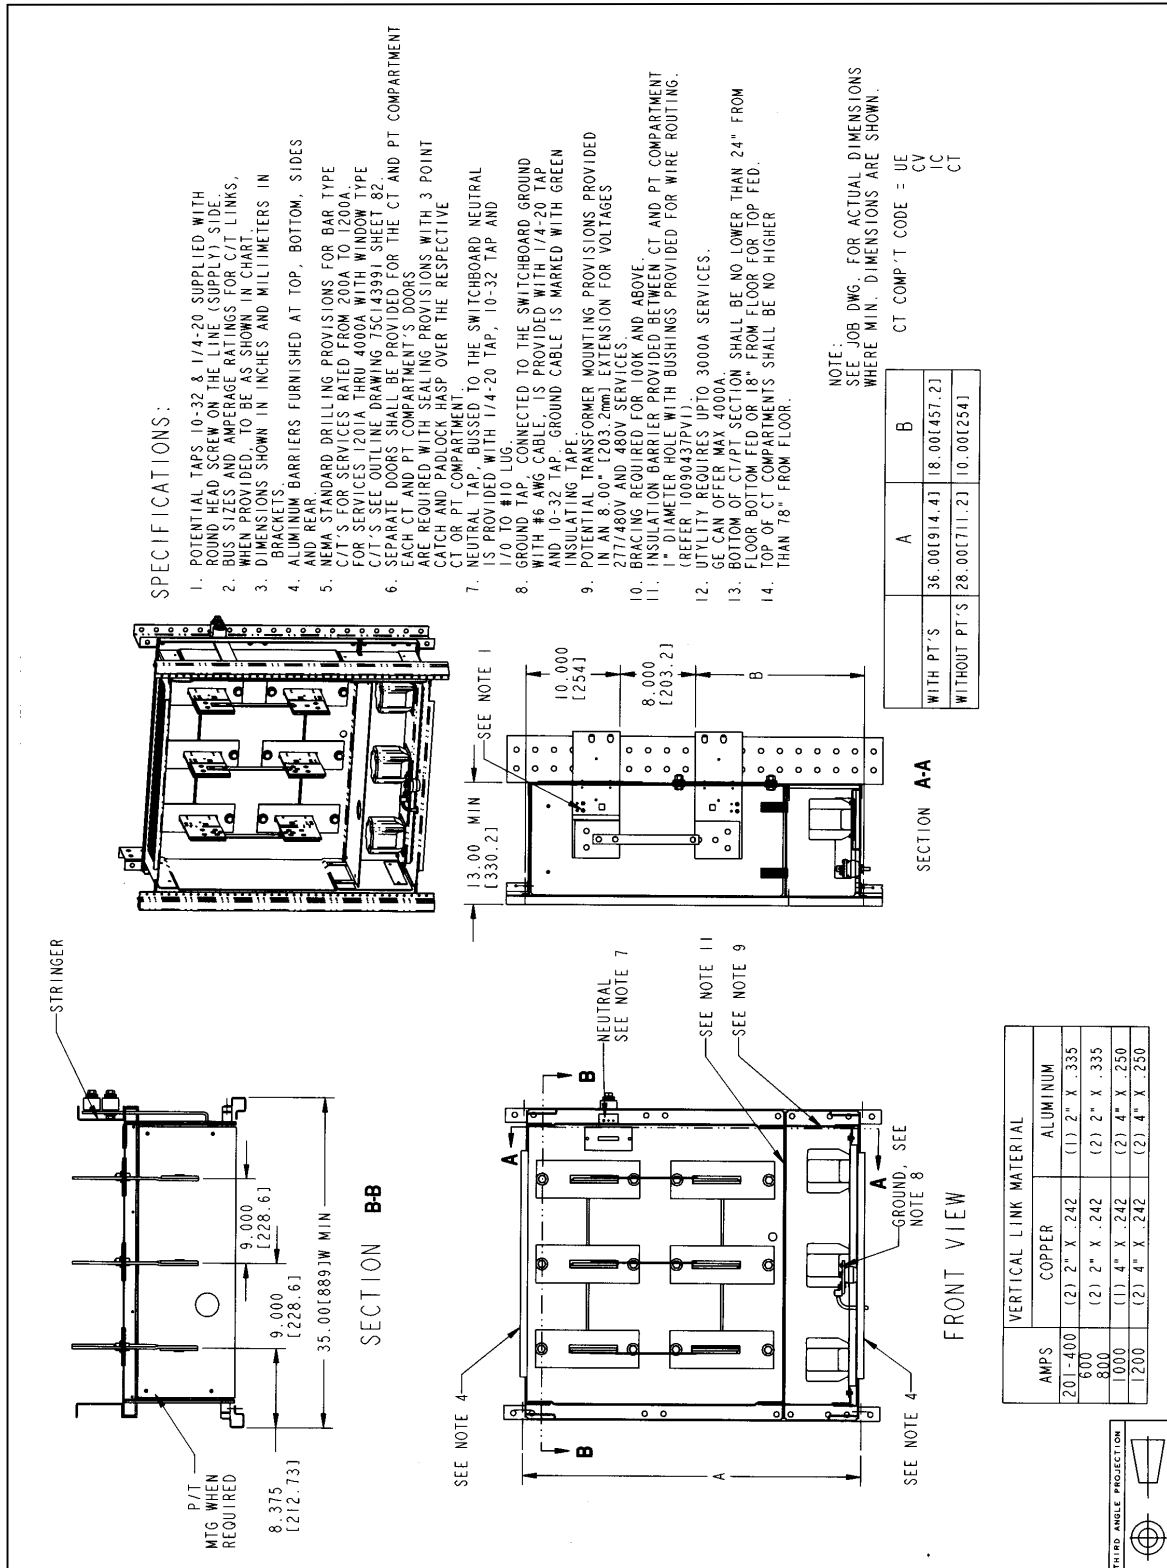 SPECIFICATIONS:
1. POTENTIAL TAPS 10-32 & 1/4-20 SUPPLIED WITH
ROUND HEAD SCREW ON THE LINE (SUPPLY) SIDE.
2. BUS SIZES AND AMPERAGE RATINGS FOR C/T LINKS,
WHEN PROVIDED, TO BE AS SHOWN IN CHART.
3. DIMENSIONS SHOWN IN INCHES AND MILIIMETERS IN
BRACKETS.
4. ALUMINUM BARRIERS FURNISHED AT TOP, BOTTOM, SIDES
AND REAR.
5. NEMA STANDARD DRILLING PROVISIONS FOR BAR TYPE
C/T'S FOR SERVICES RATED FROM 200A TO 1200A.
FOR SERVICES 1201A THRU 4000A WITH WINDOW TYPE
C/T'S SEE OUTLINE DRAWING 75C143991 SHEET 82.
6. SEPARATE DOORS SHALL BE PROVIDED FOR THE CT AND PT COMPARTMENT
EACH CT AND PT COMPARTMENT'S DOORS
ARE REQUIRED WITH SEALING PROVISIONS WITH 3 POINT
CATCH AND PADLOCK HASP OVER THE RESPECTIVE
CT OR PT COMPARTMENT.
7. NEUTRAL TAP, BUSSED TO THE SWITCHBOARD NEUTRAL
IS PROVIDED WITH 1/4-20 TAP, 10-32 TAP AND
1/0 TO #10 LUG.
8. GROUND TAP, CONNECTED TO THE SWITCHBOARD GROUND
WITH #6 AWG CABLE, IS PROVIDED WITH 1/4-20 TAP
AND 10-32 TAP. GROUND CABLE IS MARKED WITH GREEN
INSULATING TAPE.
9. POTENTIAL TRANSFORMER MOUNTING PROVISIONS PROVIDED
IN AN 8.00" [203.2mm] EXTENSION FOR VOLTAGES
277/480V AND 480V SERVICES.
10. BRACING REQUIRED FOR 100K AND ABOVE.
11. INSULATION BARRIER PROVIDED BETWEEN CT AND PT COMPARTMENT
1" DIAMETER HOLE WITH BUSHINGS PROVIDED FOR WIRE ROUTING.
(REFER 10090437PV1).
12. UTYLITY REQUIRES UPTO 3000A SERVICES.
GE CAN OFFER MAX 4000A.
13. BOTTOM OF CT/PT SECTION SHALL BE NO LOWER THAN 24" FROM
FLOOR BOTTOM FED OR 18" FROM FLOOR FOR TOP FED.
14. TOP OF CT COMPARTMENTS SHALL BE NO HIGHER
THAN 78" FROM FLOOR.
NOTE:
SEE JOB DWG. FOR ACTUAL DIMENSIONS
WHERE MIN. DIMENSIONS ARE SHOWN.
CT COMP'T CODE = UE
CV
IC
CT
A B
WITH PT'S 36.00[914.4] 18.00[457.2]
WITHOUT PT'S 28.00[711.2] 10.00[254]
STRINGER
P/T
MTG WHEN
REQUIRED
8.375
[212.73]
9.000
[228.6]
9.000
[228.6]
35.00[889]W MIN
SECTION B-B
13.00 MIN
[330.2]
SEE NOTE 1
10.000
[254]
8.000
[203.2]
B
SECTION A-A
SEE NOTE 4
B
B
A
A
NEUTRAL
SEE NOTE 7
SEE NOTE 11
SEE NOTE 9
GROUND, SEE
NOTE 8
A
SEE NOTE 4
FRONT VIEW
VERTICAL LINK MATERIAL
AMPS COPPER ALUMINUM
201-400 (2) 2" X .242 (1) 2" X .335
600
800 (2) 2" X .242 (2) 2" X .335
1000 (1) 4" X .242 (2) 4" X .250
1200 (2) 4" X .242 (2) 4" X .250
THIRD ANGLE PROJECTION